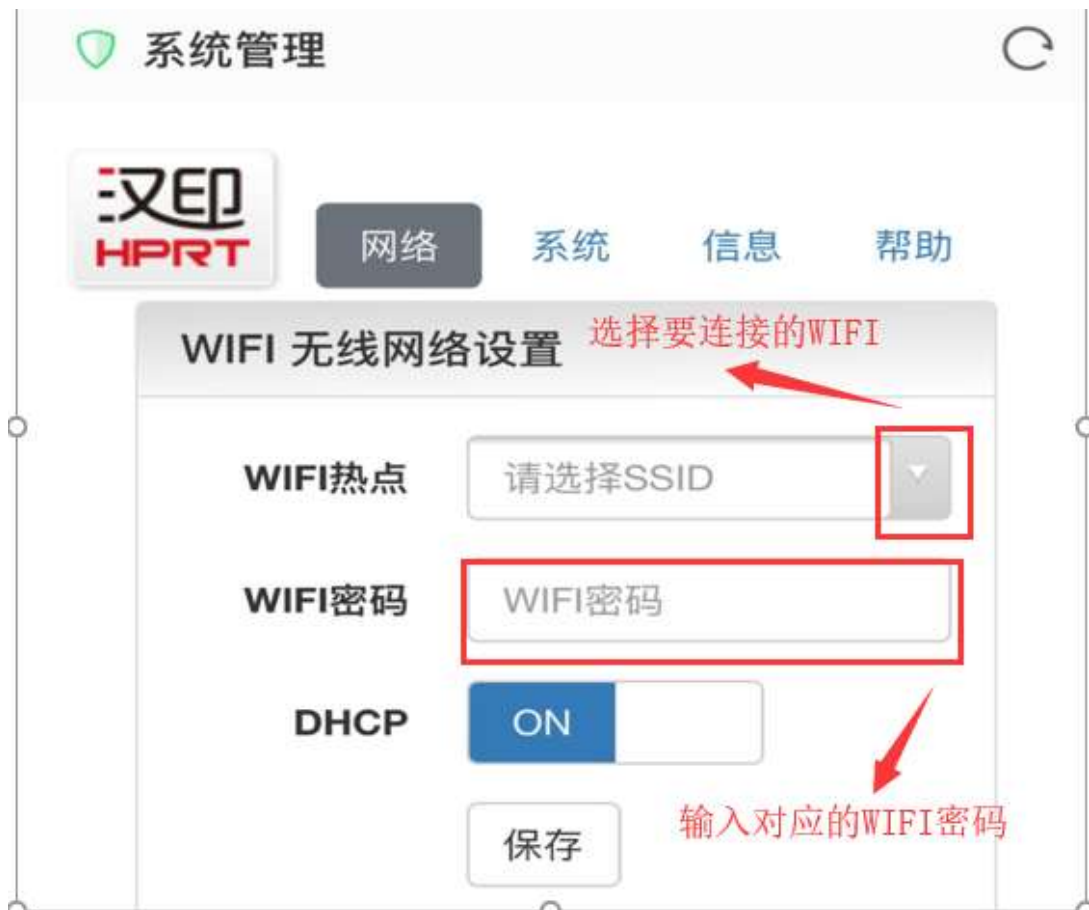 系统管理
汉印
HPRT
网络 系统 信息 帮助
WIFI 无线网络设置 选择要连接的WIFI
WIFI热点 请选择SSID
WIFI密码 WIFI密码
DHCP ON
输入对应的WIFI密码
保存